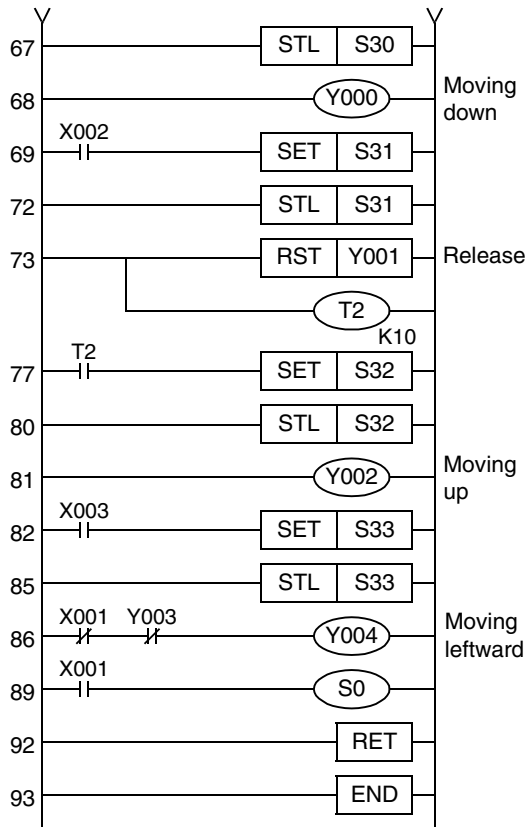 67 STL S30
68 Y000 Moving
down
X002
69 SET S31
72 STL S31
73 RST Y001 Release
T2
K10
T2
77 SET S32
80 STL S32
81 Y002 Moving
up
X003
82 SET S33
85 STL S33
X001 Y003
86 Y004 Moving
leftward
X001
89 S0
92 RET
93 END